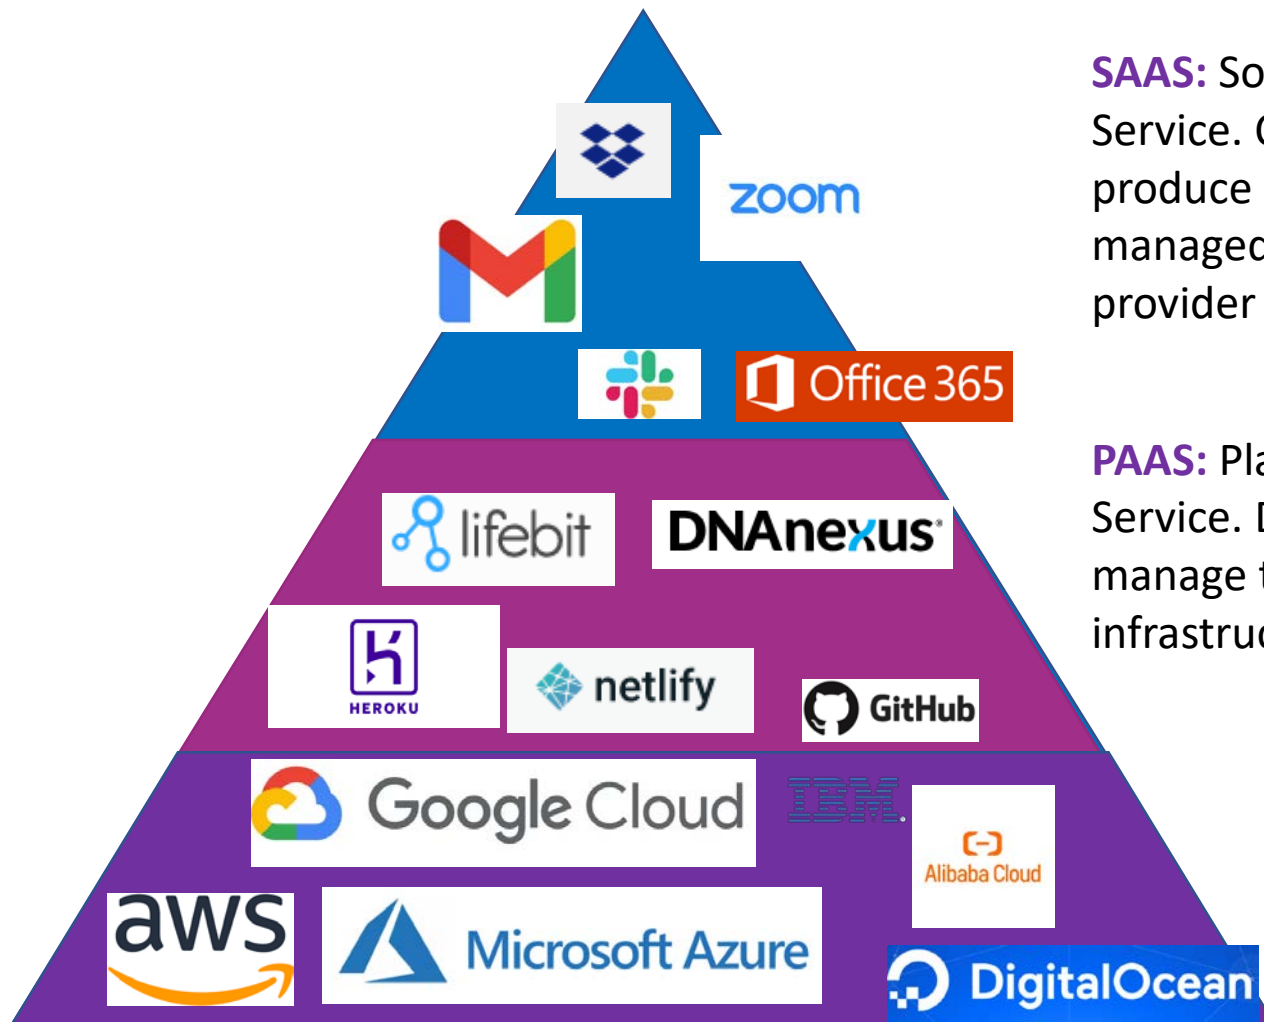 zoom
Office 365
lifebit
DNAnexus
HEROKU
netlify
GitHub
Google Cloud
IBM
Alibaba Cloud
aws
Microsoft Azure
DigitalOcean
SAAS: So
Service.
produce
managed
provider
PAAS: Pla
Service.
manage
infrastruc